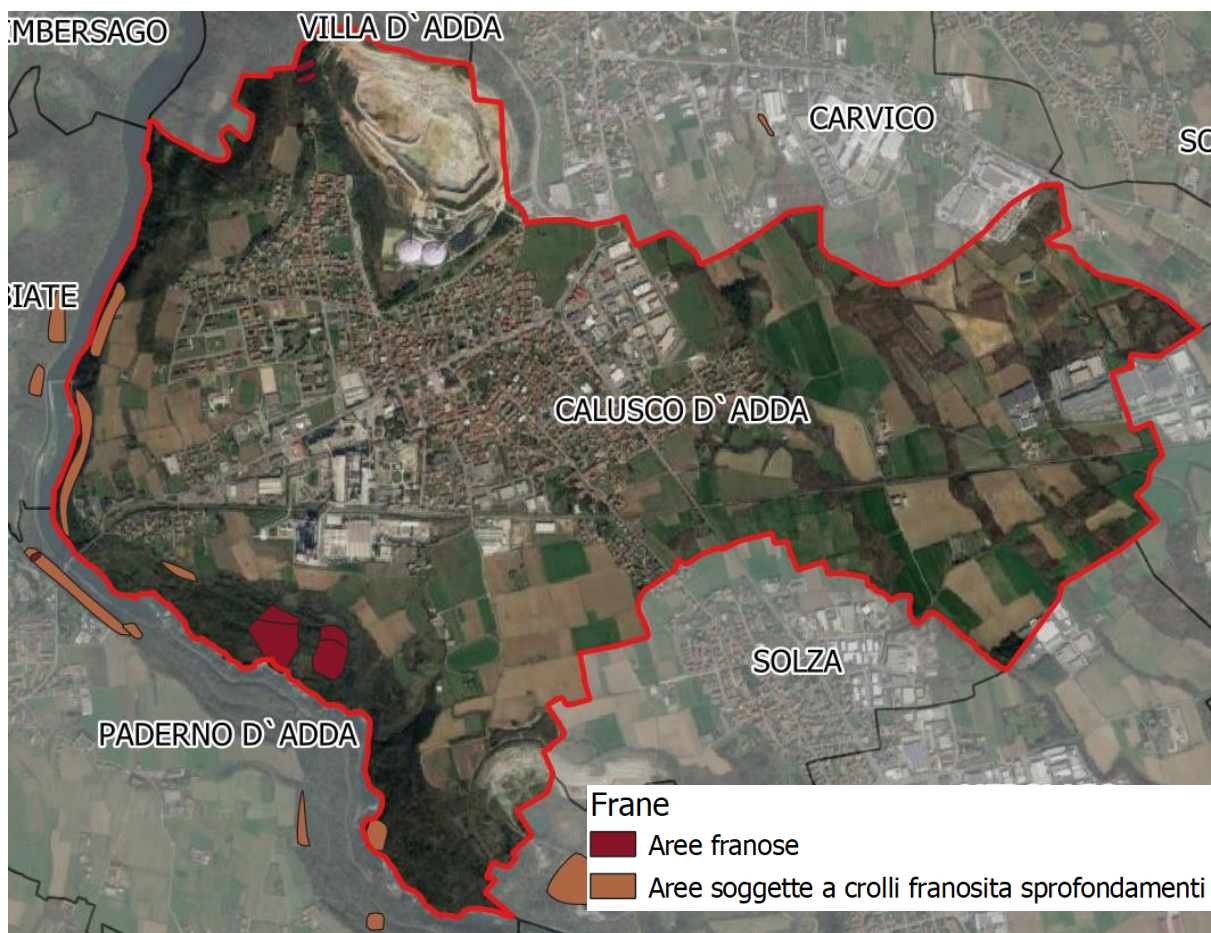 IMBERSAGO
VILLA D`ADDA
CARVICO
SO
BIATE
CALUSCO D`ADDA
SOLZA
PADERNO D`ADDA
Frane
Aree franose
Aree soggette a crolli franosita sprofondamenti